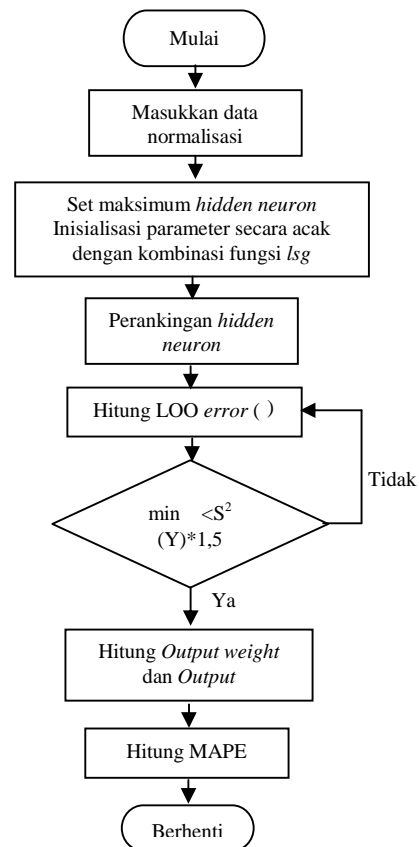 Mulai
Masukkan data
normalisasi
Set maksimum hidden neuron
Inisialisasi parameter secara acak
dengan kombinasi fungsi lsg
Perankingan hidden
neuron
Hitung LOO error ( )
Tidak
min <S²
(Y)*1,5
Ya
Hitung Output weight
dan Output
Hitung MAPE
Berhenti